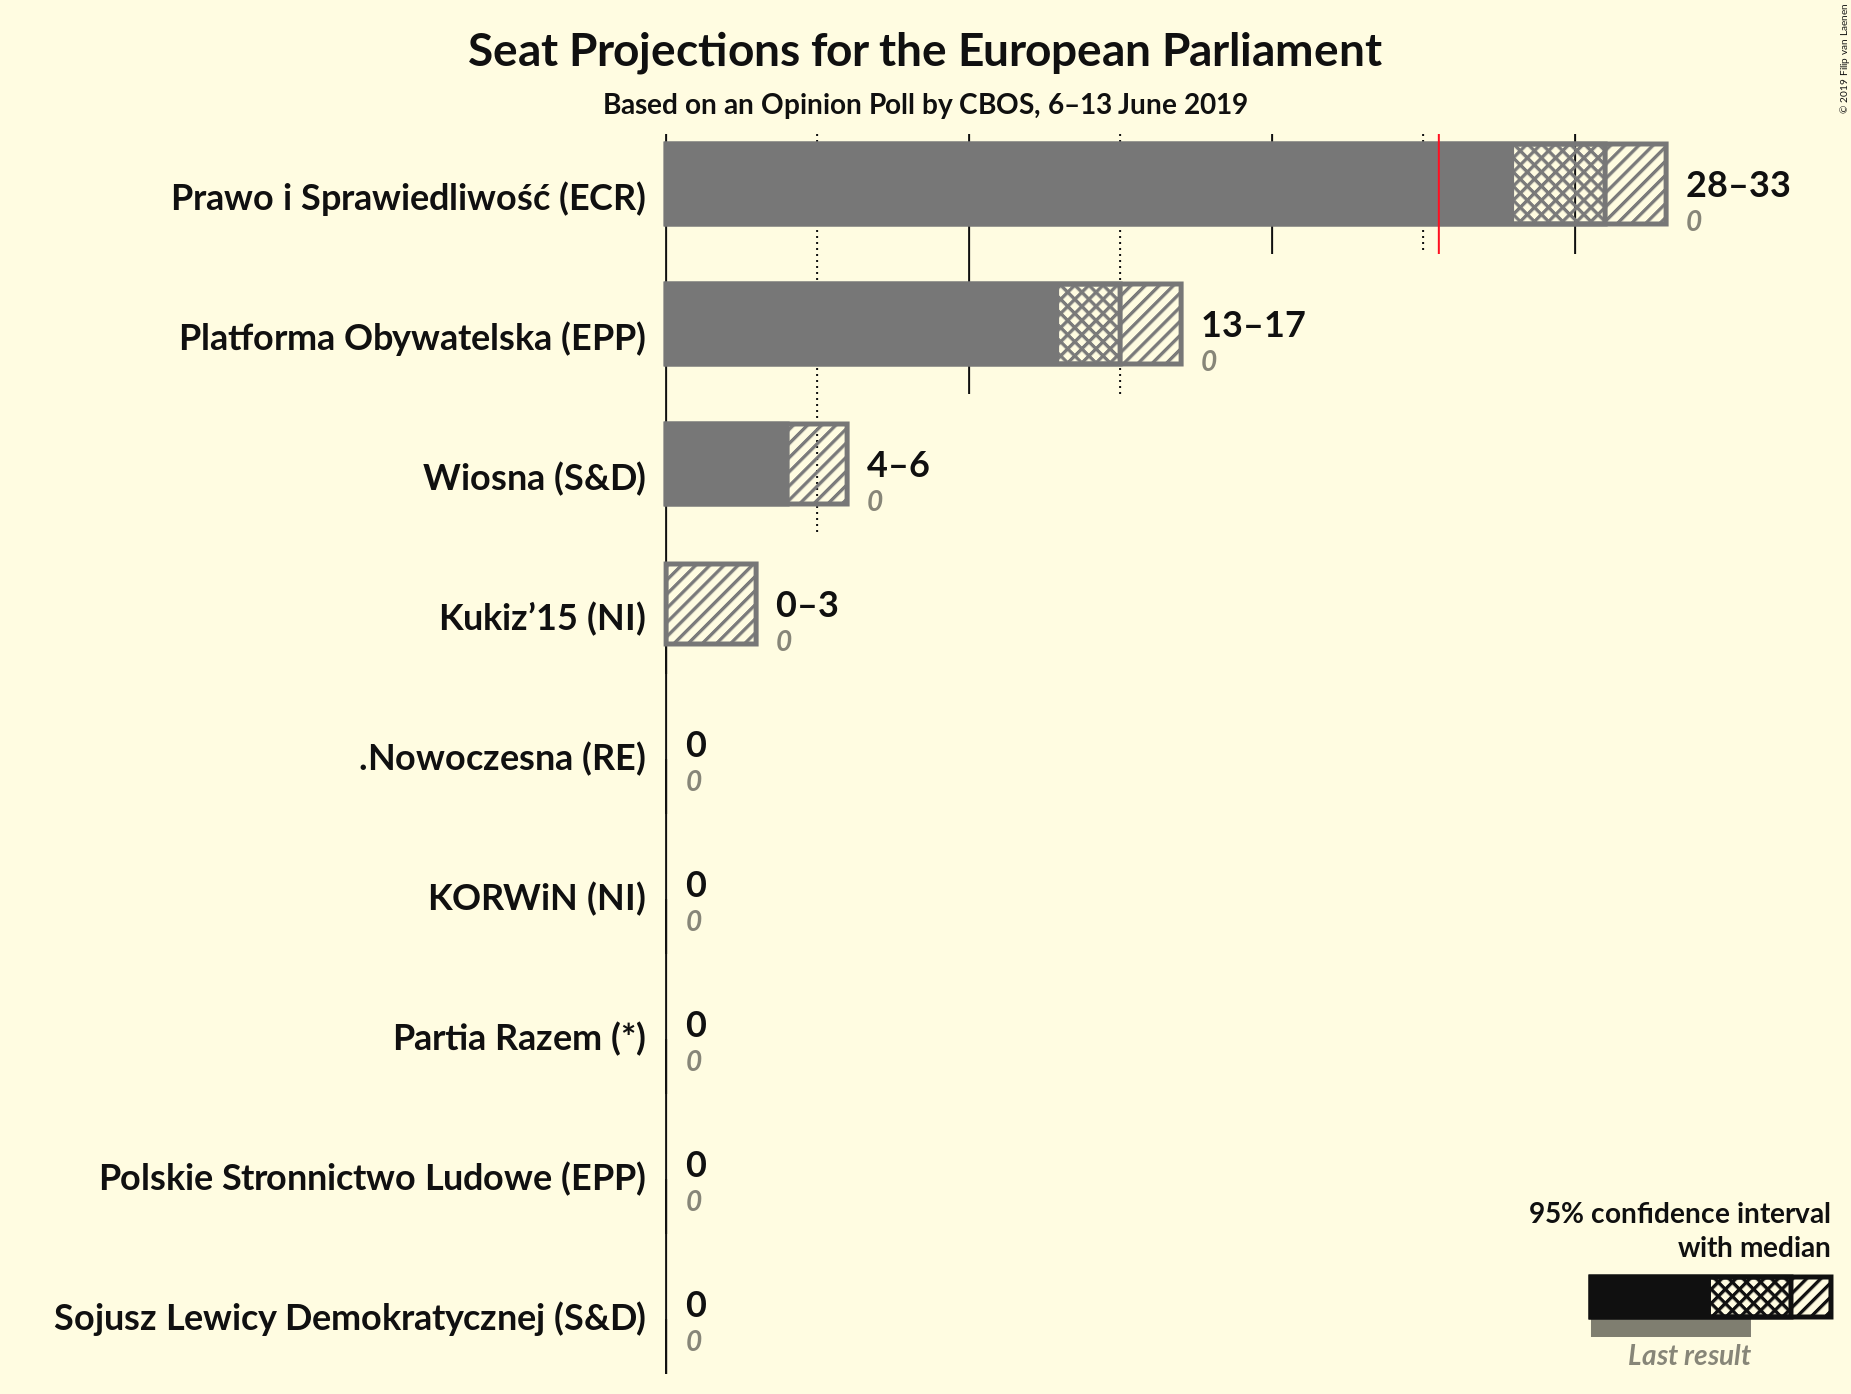 Seat Projections for the European Parliament
Based on an Opinion Poll by CBOS, 6–13 June 2019
© 2019 Filip van Laenen
Prawo i Sprawiedliwość (ECR)
28–33
0
Platforma Obywatelska (EPP)
13–17
0
Wiosna (S&D)
4–6
0
Kukiz’15 (NI)
0–3
0
.Nowoczesna (RE)
0
0
KORWiN (NI)
0
0
Partia Razem (*)
0
0
Polskie Stronnictwo Ludowe (EPP)
0
0
Sojusz Lewicy Demokratycznej (S&D)
0
0
95% confidence interval
with median
Last result